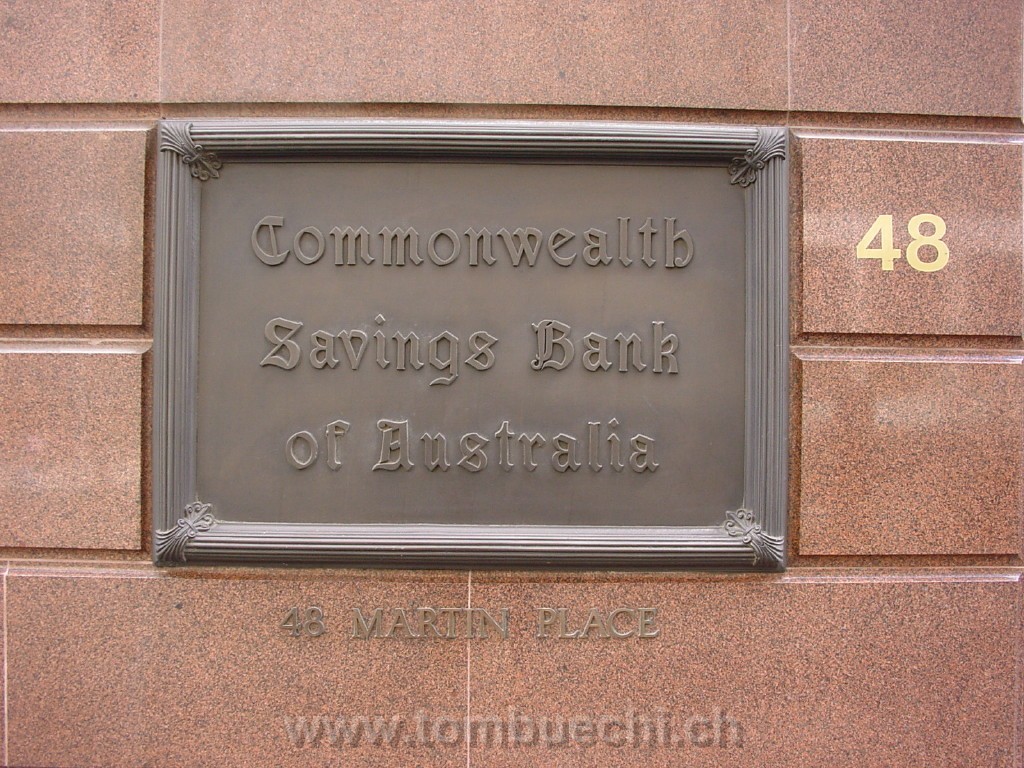 Commonwealth
Savings Bank
of Australia
48
48 MARTIN PLACE
www.tombuechi.ch